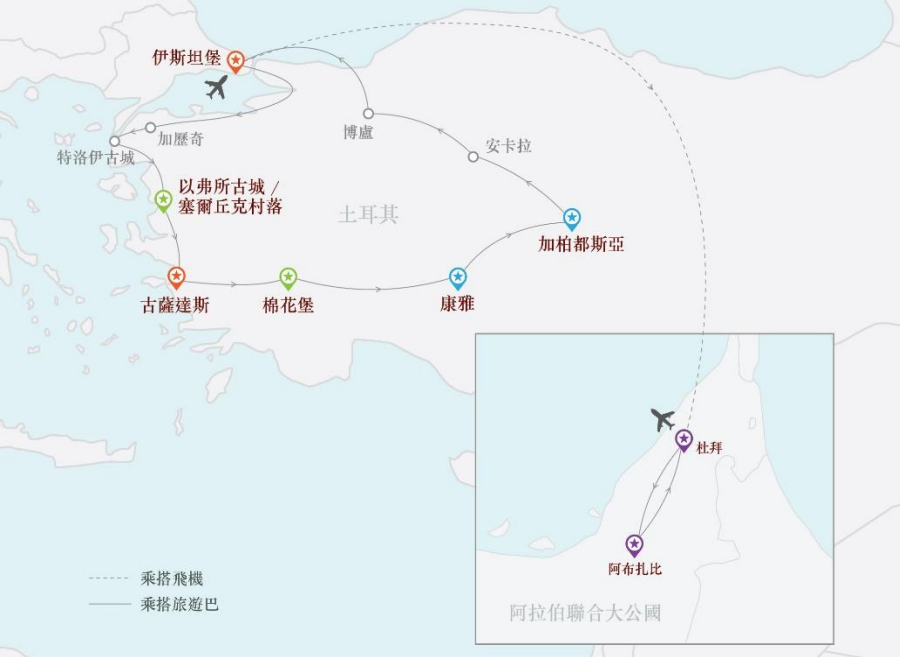 伊斯坦堡
加歷奇
特洛伊古城
博盧
安卡拉
以弗所古城 /
塞爾丘克村落
土耳其
加柏都斯亞
古薩達斯
棉花堡
康雅
杜拜
阿布扎比
阿拉伯聯合大公國
乘搭飛機
乘搭旅遊巴